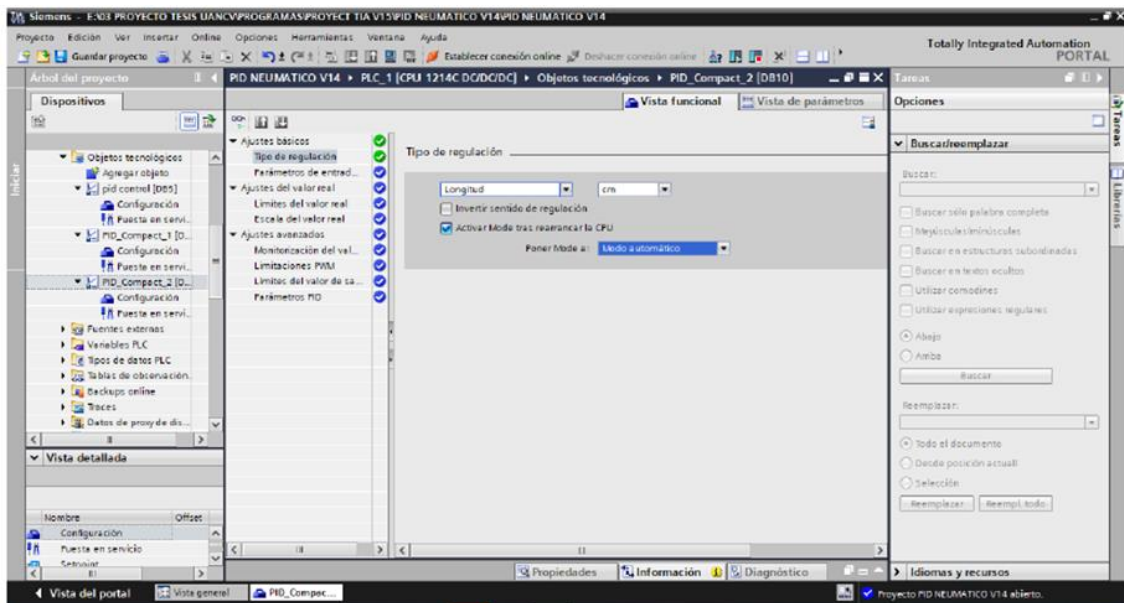 Siemens - E:\03 PROYECTO TESIS UANCV\PROGRAMAS\PROYECT TIA V15\PID NEUMATICO V14\PID NEUMATICO V14
Proyecto Edición Ver Insertar Online Opciones Herramientas Ventana Ayuda
Totally Integrated Automation
PORTAL
Guardar proyecto
Establecer conexión online
Deshacer conexión online
Árbol del proyecto
PID NEUMATICO V14 PLC_1 [CPU 1214C DC/DC/DC] Objetos tecnológicos PID_Compact_2 [DB10]
Tareas
Dispositivos
Vista funcional
Vista de parámetros
Opciones
Iniciar
Objetos tecnológicos
Agregar objeto
pid control [DB5]
Configuración
Puesta en servi...
PID_Compact_1 [D...
Configuración
Puesta en servi...
PID_Compact_2 [D...
Configuración
Puesta en servi...
Fuentes externas
Variables PLC
Tipos de datos PLC
Tablas de observación...
Backups online
Traces
Datos de proxy de dis...
Vista detallada
Nombre
Offset
Configuración
Puesta en servicio
Setpoint
Ajustes básicos
Tipo de regulación
Parámetros de entrad...
Ajustes del valor real
Límites del valor real
Escala del valor real
Ajustes avanzados
Monitorización del val...
Limitaciones PWM
Límites del valor de sa...
Parámetros PID
Tipo de regulación
Longitud
cm
Invertir sentido de regulación
Activar Mode tras rearrancar la CPU
Poner Mode a:
Modo automático
Buscar/reemplazar
Buscar:
Buscar sólo palabra completa
Mayúsculas/minúsculas
Buscar en estructuras subordinadas
Buscar en textos ocultos
Utilizar comodines
Utilizar expresiones regulares
Abajo
Arriba
Buscar
Reemplazar:
Todo el documento
Desde posición actuall
Selección
Reemplazar
Reempl. todo
Idiomas y recursos
Tareas
Librerías
Propiedades
Información
Diagnóstico
Vista del portal
Vista general
PID_Compac...
Proyecto PID NEUMATICO V14 abierto.